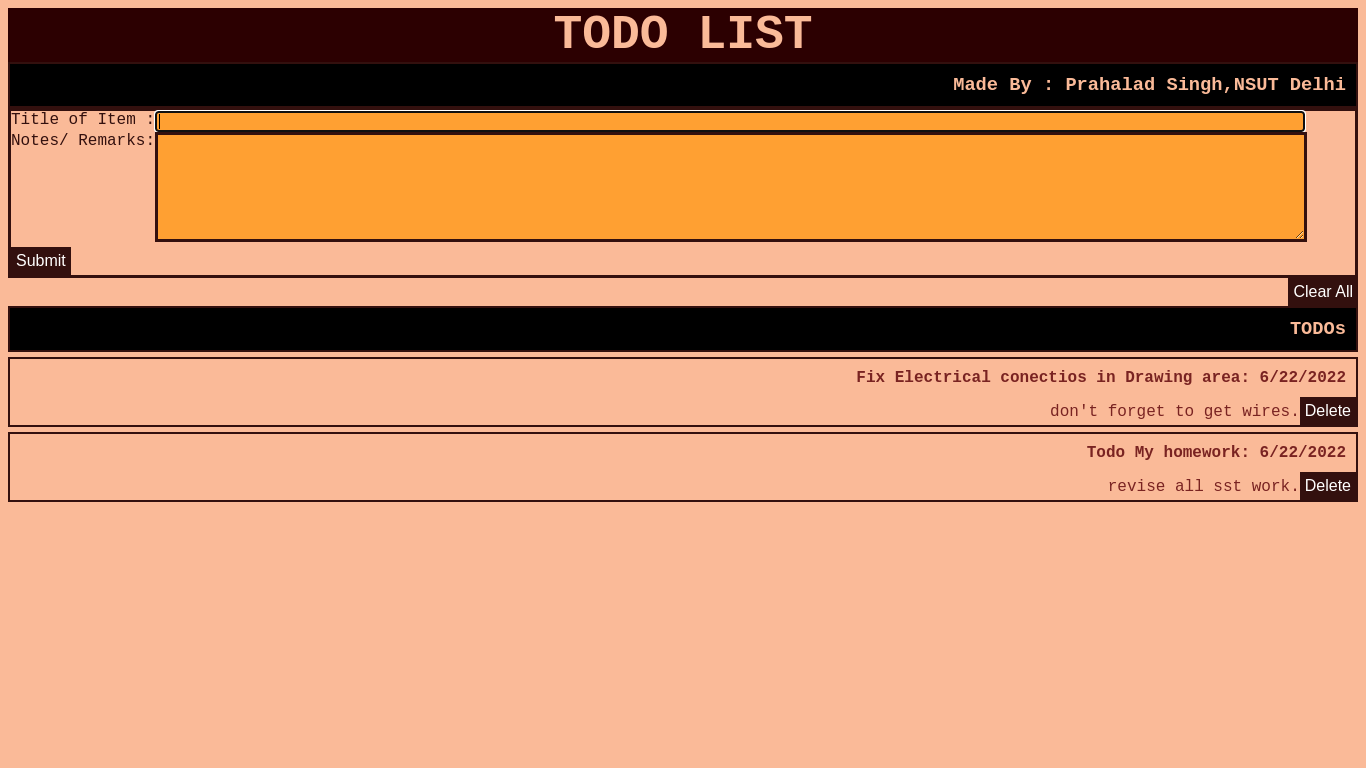 TODO LIST
Made By : Prahalad Singh,NSUT Delhi
Title of Item :
Notes/ Remarks:
Submit
Clear All
TODOs
Fix Electrical conectios in Drawing area: 6/22/2022
don't forget to get wires. Delete
Todo My homework: 6/22/2022
revise all sst work. Delete